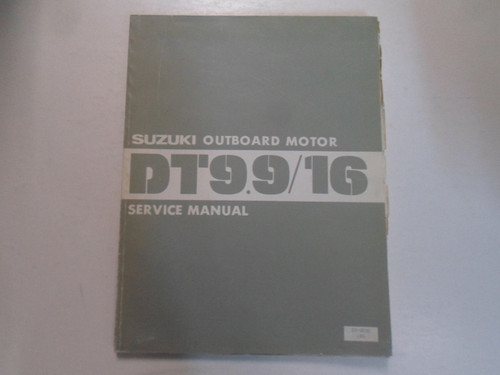 SUZUKI OUTBOARD MOTOR
DT9.9/16
SERVICE MANUAL